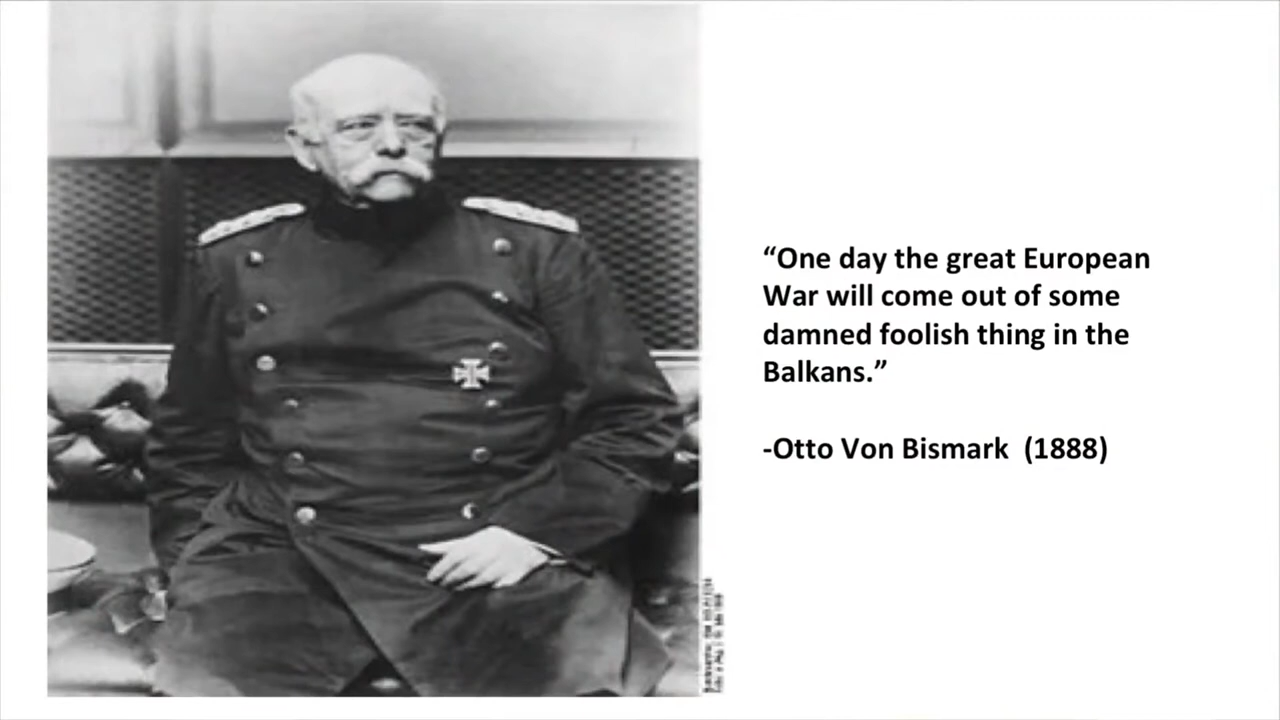 “One day the great European
War will come out of some
damned foolish thing in the
Balkans.”
-Otto Von Bismark  (1888)